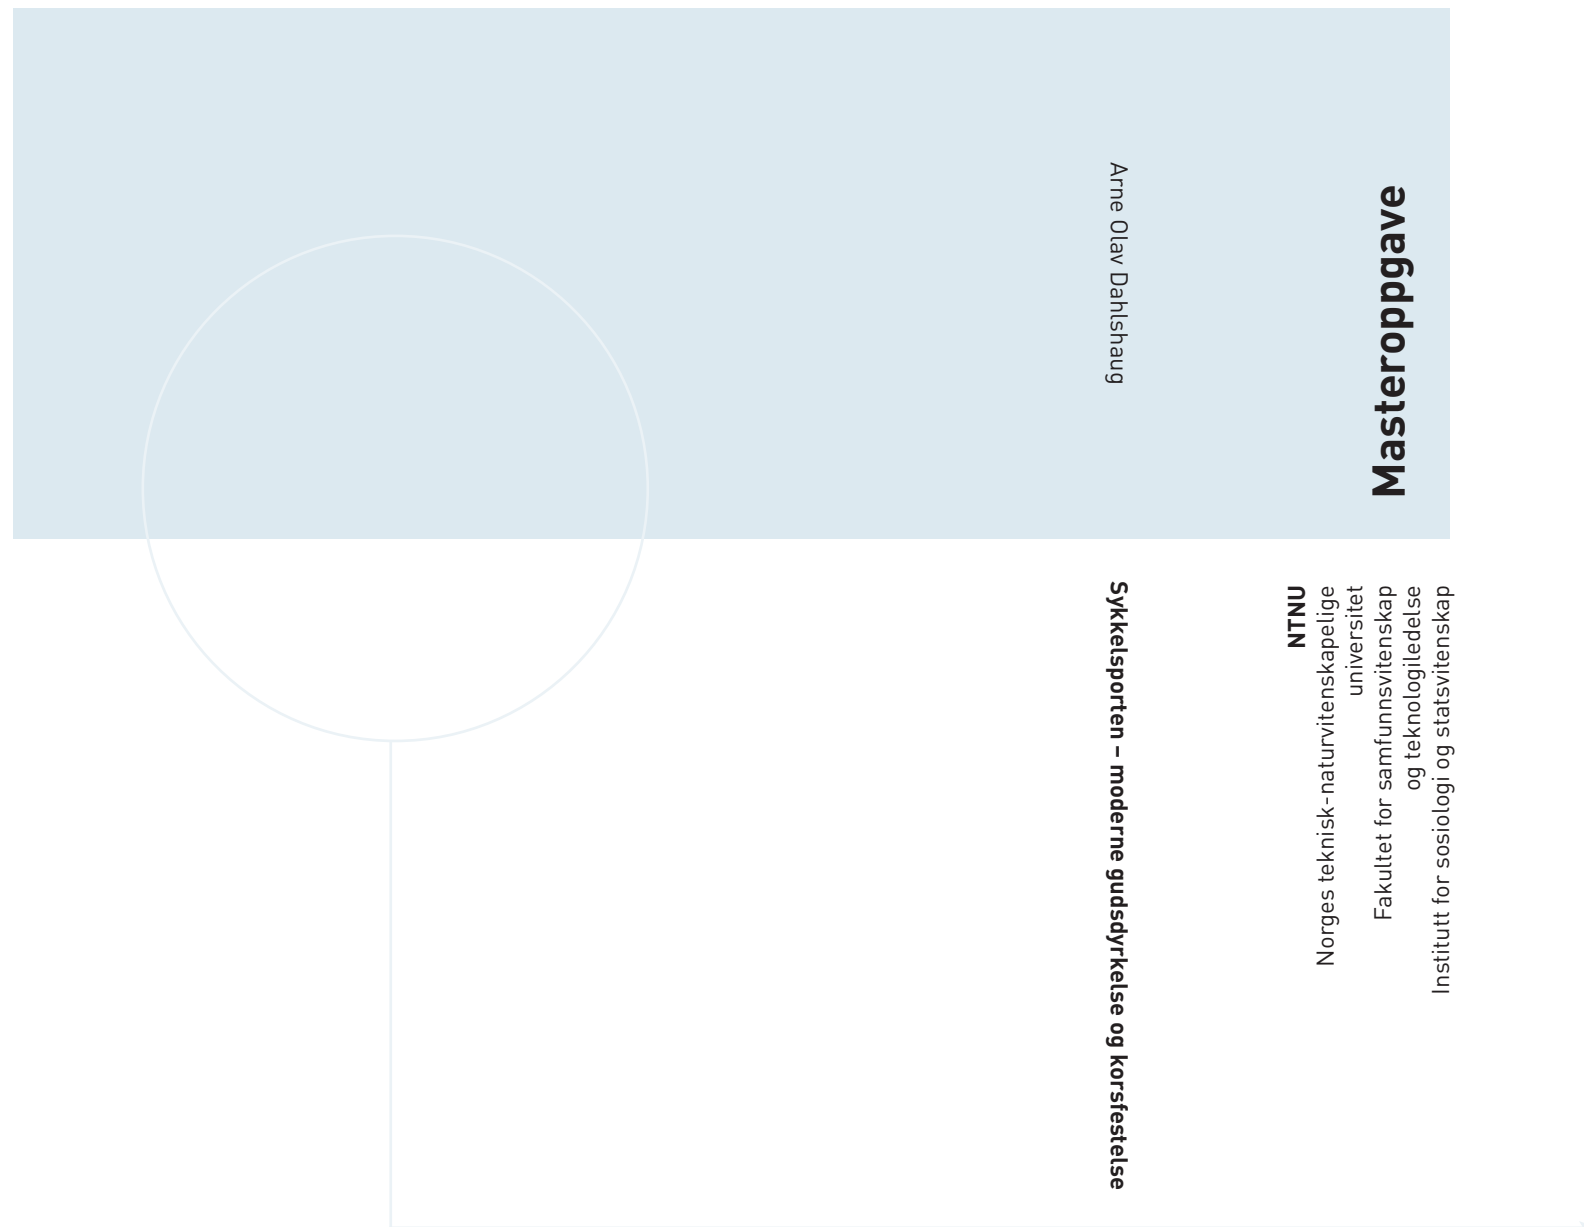 Arne Olav Dahlshaug
Sykkelsporten – moderne gudsdyrkelse og korsfestelse
Masteroppgave
NTNU
Norges teknisk-naturvitenskapelige
universitet
Fakultet for samfunnsvitenskap
og teknologiledelse
Institutt for sosiologi og statsvitenskap